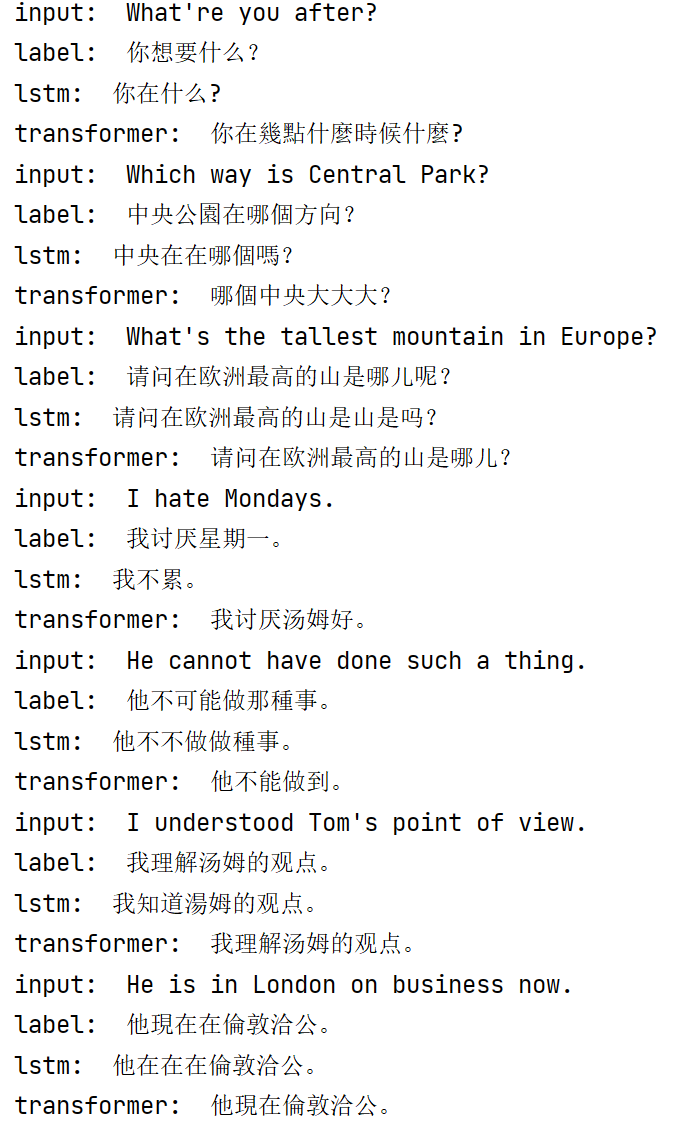 input:  What're you after?
label:  你想要什么？
lstm:  你在什么?
transformer:  你在幾點什麼時候什麼?
input:  Which way is Central Park?
label:  中央公園在哪個方向？
lstm:  中央在在哪個嗎？
transformer:  哪個中央大大大？
input:  What's the tallest mountain in Europe?
label:  请问在欧洲最高的山是哪儿呢？
lstm:  请问在欧洲最高的山是山是吗？
transformer:  请问在欧洲最高的山是哪儿？
input:  I hate Mondays.
label:  我讨厌星期一。
lstm:  我不累。
transformer:  我讨厌汤姆好。
input:  He cannot have done such a thing.
label:  他不可能做那種事。
lstm:  他不不做做種事。
transformer:  他不能做到。
input:  I understood Tom's point of view.
label:  我理解汤姆的观点。
lstm:  我知道湯姆的观点。
transformer:  我理解汤姆的观点。
input:  He is in London on business now.
label:  他現在在倫敦洽公。
lstm:  他在在在倫敦洽公。
transformer:  他現在倫敦洽公。